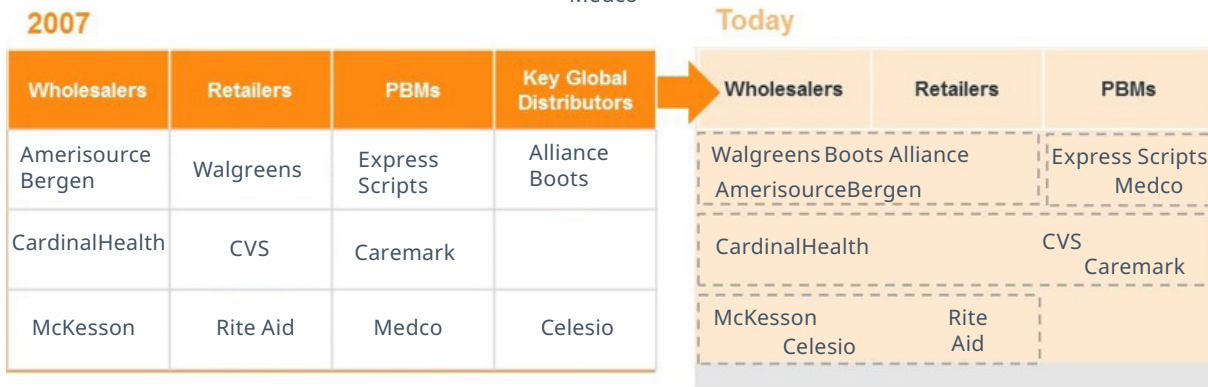 Medco
2007
Today
Wholesalers
Retailers
PBMs
Key Global
Distributors
Wholesalers
Retailers
PBMs
Amerisource
Bergen
Walgreens
Express
Scripts
Alliance
Boots
Walgreens Boots Alliance
AmerisourceBergen
Express Scripts
Medco
CardinalHealth
CVS
Caremark
CardinalHealth
CVS
Caremark
McKesson
Rite Aid
Medco
Celesio
McKesson
Celesio
Rite
Aid